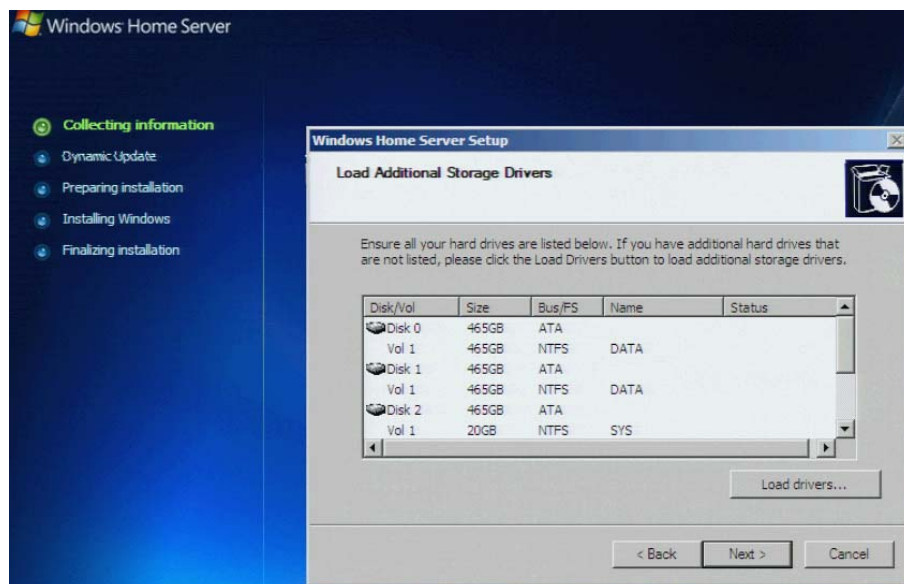 Windows Home Server
Collecting information
Dynamic Update
Preparing installation
Installing Windows
Finalizing installation
Windows Home Server Setup
Load Additional Storage Drivers
Ensure all your hard drives are listed below. If you have additional hard drives that
are not listed, please click the Load Drivers button to load additional storage drivers.
Disk/Vol Size Bus/FS Name Status
Disk 0 465GB ATA
Vol 1 465GB NTFS DATA
Disk 1 465GB ATA
Vol 1 465GB NTFS DATA
Disk 2 465GB ATA
Vol 1 20GB NTFS SYS
Load drivers...
< Back Next > Cancel